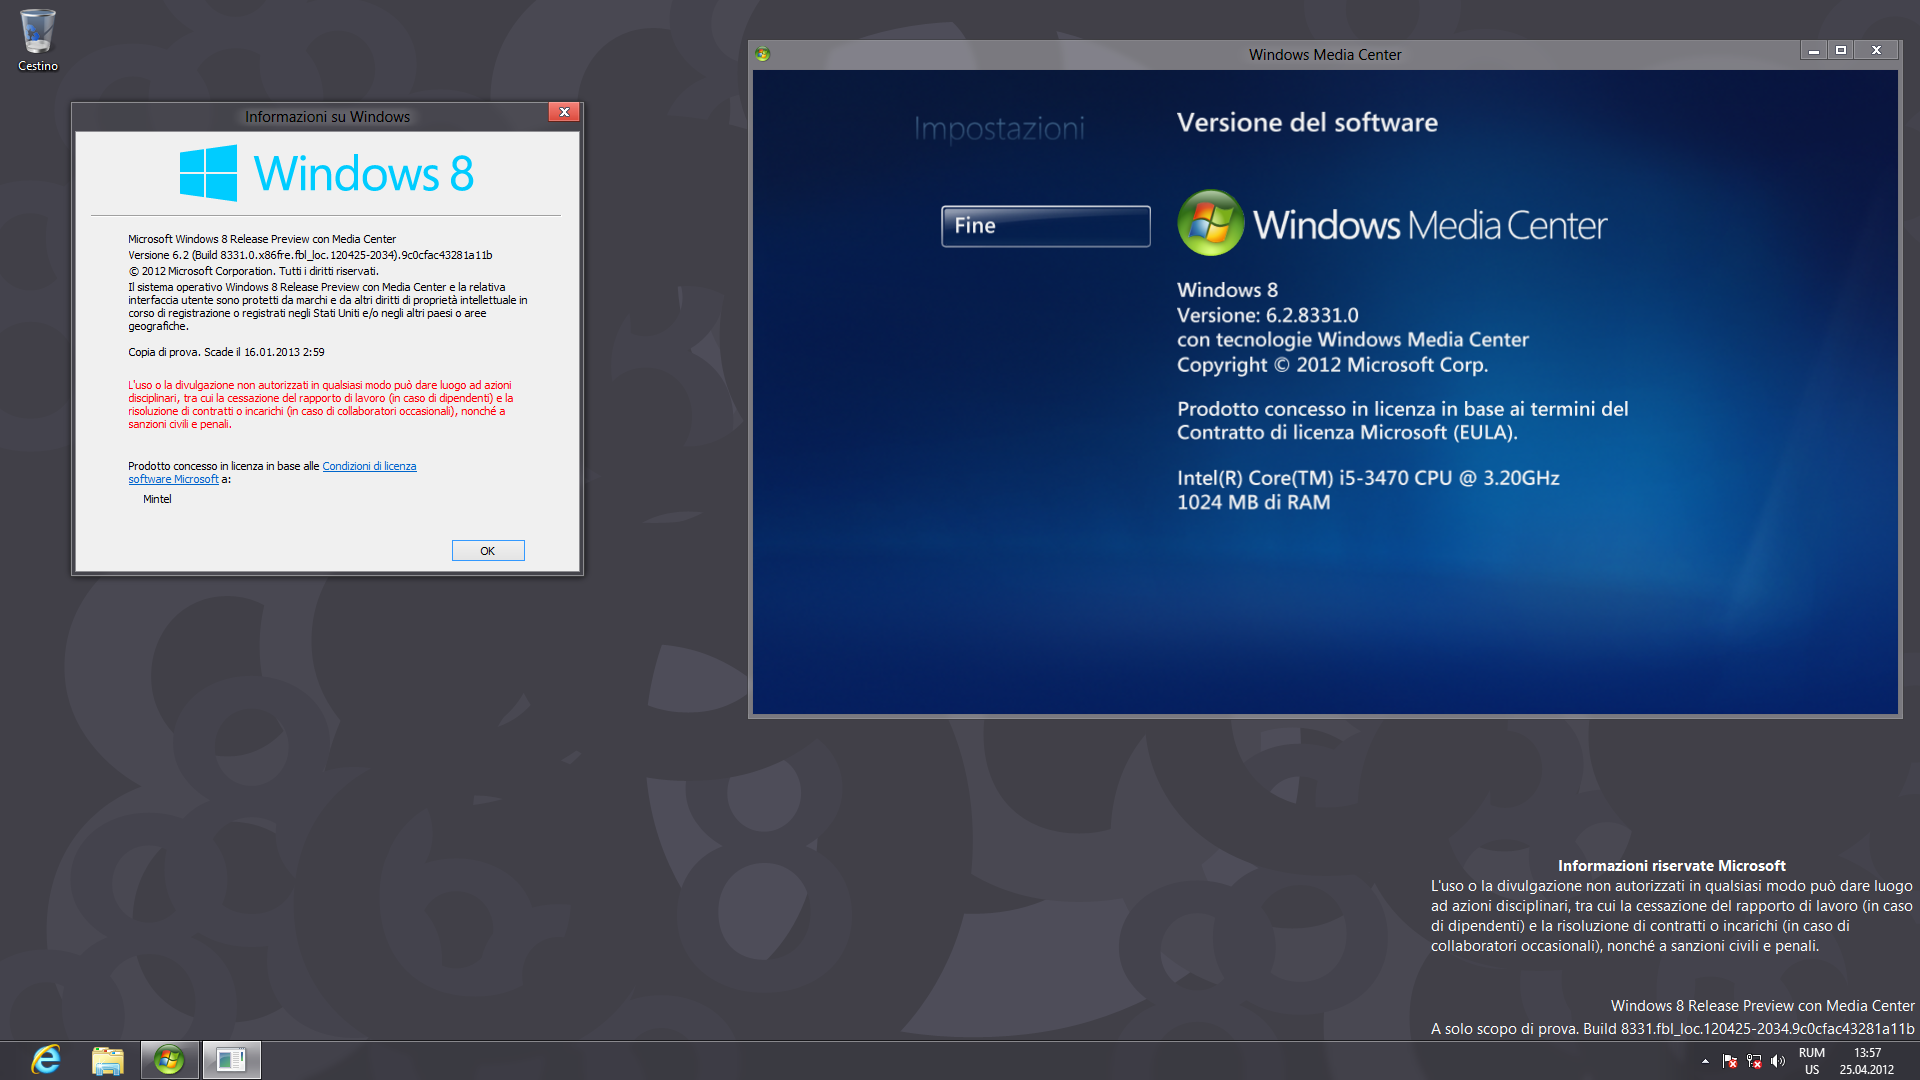 Cestino
Informazioni su Windows
Windows 8
Microsoft Windows 8 Release Preview con Media Center
Versione 6.2 (Build 8331.0.x86fre.fbl_loc.120425-2034).9c0cfac43281a11b
© 2012 Microsoft Corporation. Tutti i diritti riservati.
Il sistema operativo Windows 8 Release Preview con Media Center e la relativa
interfaccia utente sono protetti da marchi e da altri diritti di proprietà intellettuale in
corso di registrazione o registrati negli Stati Uniti e/o negli altri paesi o aree
geografiche.
Copia di prova. Scade il 16.01.2013 2:59
L'uso o la divulgazione non autorizzati in qualsiasi modo può dare luogo ad azioni
disciplinari, tra cui la cessazione del rapporto di lavoro (in caso di dipendenti) e la
risoluzione di contratti o incarichi (in caso di collaboratori occasionali), nonché a
sanzioni civili e penali.
Prodotto concesso in licenza in base alle Condizioni di licenza
software Microsoft a:
Mintel
OK
Windows Media Center
Impostazioni
Versione del software
Fine
Windows Media Center
Windows 8
Versione: 6.2.8331.0
con tecnologie Windows Media Center
Copyright © 2012 Microsoft Corp.
Prodotto concesso in licenza in base ai termini del
Contratto di licenza Microsoft (EULA).
Intel(R) Core(TM) i5-3470 CPU @ 3.20GHz
1024 MB di RAM
Informazioni riservate Microsoft
L'uso o la divulgazione non autorizzati in qualsiasi modo può dare luogo
ad azioni disciplinari, tra cui la cessazione del rapporto di lavoro (in caso
di dipendenti) e la risoluzione di contratti o incarichi (in caso di
collaboratori occasionali), nonché a sanzioni civili e penali.
Windows 8 Release Preview con Media Center
A solo scopo di prova. Build 8331.fbl_loc.120425-2034.9c0cfac43281a11b
RUM
US
13:57
25.04.2012